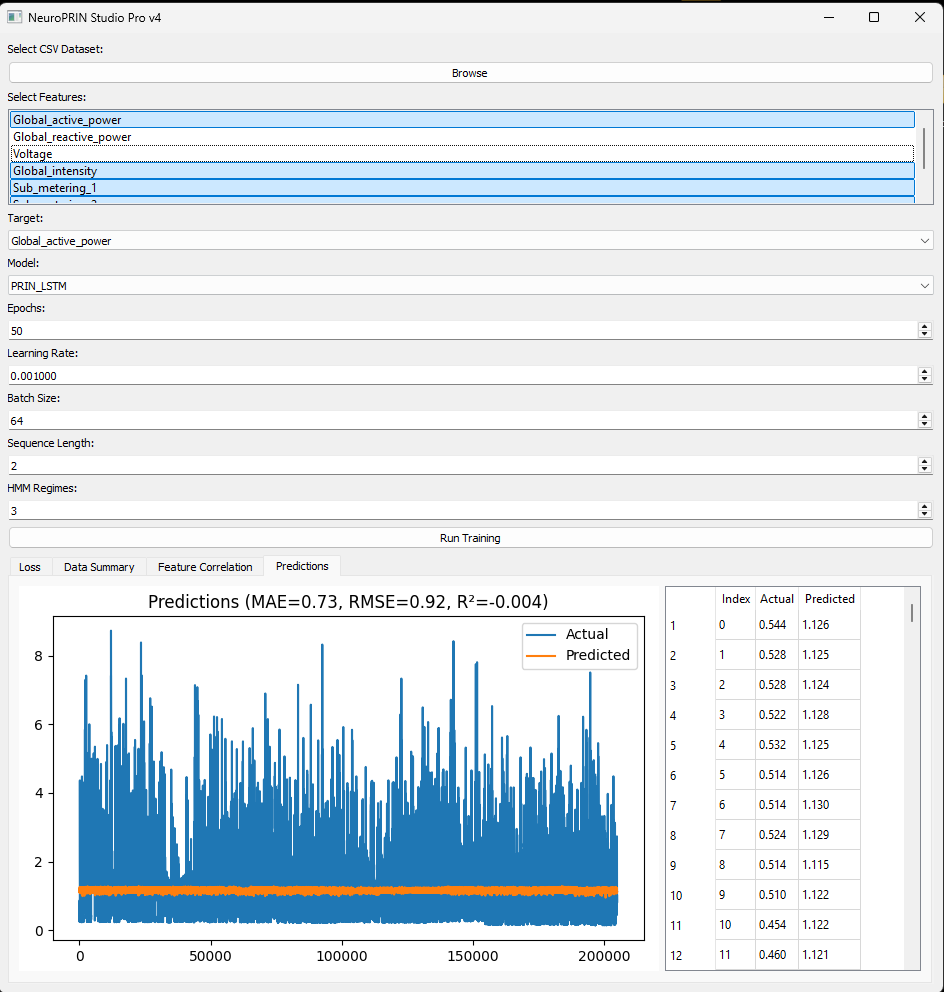 NeuroPRIN Studio Pro v4
Select CSV Dataset:
Browse
Select Features:
Global_active_power
Global_reactive_power
Voltage
Global_intensity
Sub_metering_1
Target:
Global_active_power
Model:
PRIN_LSTM
Epochs:
50
Learning Rate:
0.001000
Batch Size:
64
Sequence Length:
2
HMM Regimes:
3
Run Training
Loss Data Summary Feature Correlation Predictions
Predictions (MAE=0.73, RMSE=0.92, R²=-0.004)
Actual
Predicted
8
6
4
2
0
0 50000 100000 150000 200000
Index Actual Predicted
1 0 0.544 1.126
2 1 0.528 1.125
3 2 0.528 1.124
4 3 0.522 1.128
5 4 0.532 1.125
6 5 0.514 1.126
7 6 0.514 1.130
8 7 0.524 1.129
9 8 0.514 1.115
10 9 0.510 1.122
11 10 0.454 1.122
12 11 0.460 1.121